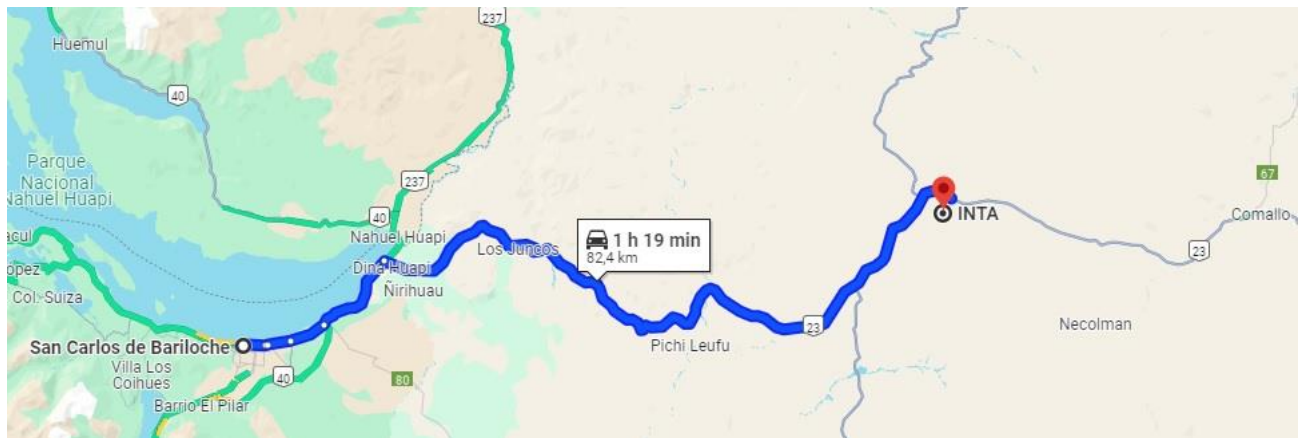 237
Huemul
40
Parque
Nacional
Nahuel Huapi
237
67
40
INTA
Comallo
Nahuel Huapi
1 h 19 min
82,4 km
Los Juncos
23
Dina Huapi
Ñirihuau
Col. Suiza
23
Necolman
San Carlos de Bariloche
Pichi Leufu
Villa Los
Coihues
40
80
Barrio El Pilar